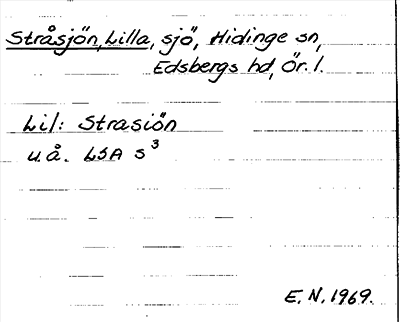 Stråsjön, Lilla, sjö, Hidinge sn,
Edsbergs hd, Ör. l.
Lil: Strasiön
u.å. LSA S³
E. N. 1969.